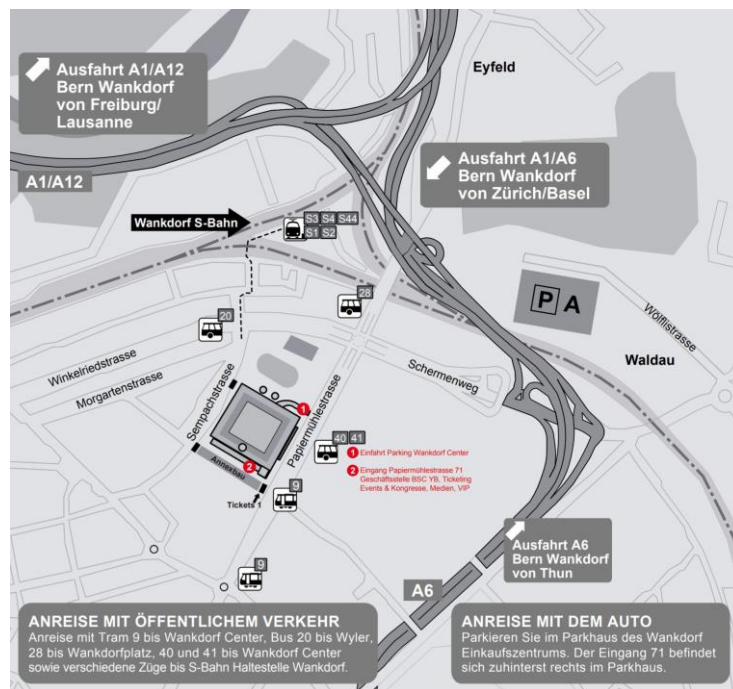 Ausfahrt A1/A12
Bern Wankdorf
von Freiburg/
Lausanne
Eyfeld
Ausfahrt A1/A6
Bern Wankdorf
von Zürich/Basel
A1/A12
Wankdorf S-Bahn
S3 S4 S44
S1 S2
28
20
P A
Wölflistrasse
Waldau
Winkelriedstrasse
Morgartenstrasse
Schermenweg
Sempachstrasse
Papiermühlestrasse
1
40 41
1 Einfahrt Parking Wankdorf Center
2
Annexbau
2 Eingang Papiermühlestrasse 71
Geschäftsstelle BSC YB, Ticketing
Events & Kongresse, Medien, VIP
9
Tickets 1
9
Ausfahrt A6
Bern Wankdorf
von Thun
A6
ANREISE MIT ÖFFENTLICHEM VERKEHR
Anreise mit Tram 9 bis Wankdorf Center, Bus 20 bis Wyler,
28 bis Wankdorfplatz, 40 und 41 bis Wankdorf Center
sowie verschiedene Züge bis S-Bahn Haltestelle Wankdorf.
ANREISE MIT DEM AUTO
Parkieren Sie im Parkhaus des Wankdorf
Einkaufszentrums. Der Eingang 71 befindet
sich zuhinterst rechts im Parkhaus.